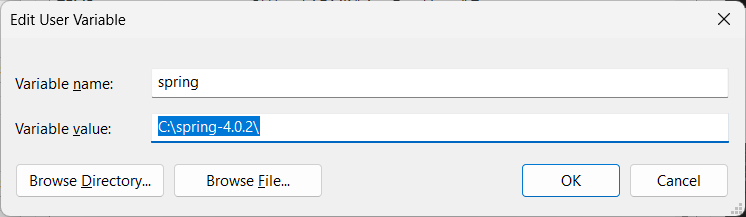 Edit User Variable
Variable name:
spring
Variable value:
C:\spring-4.0.2\
Browse Directory...
Browse File...
OK
Cancel